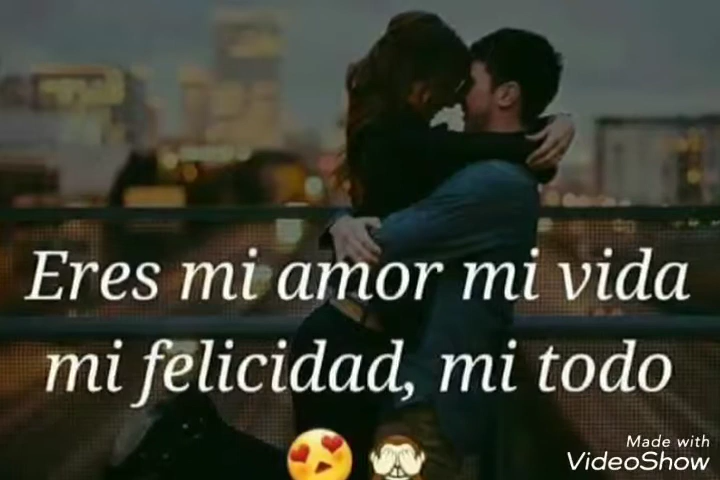 Eres mi amor mi vida
mi felicidad, mi todo
😍🙈
Made with
VideoShow